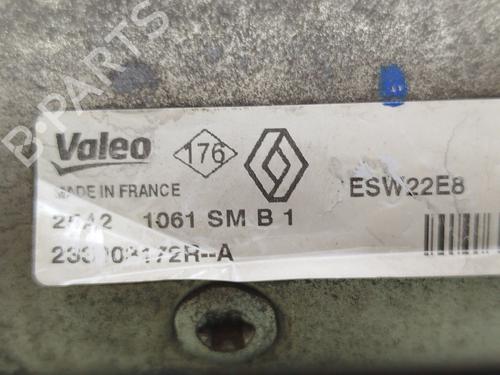 B-PARTS
Valeo
176
ESW22E8
MADE IN FRANCE
1061 SM B 1